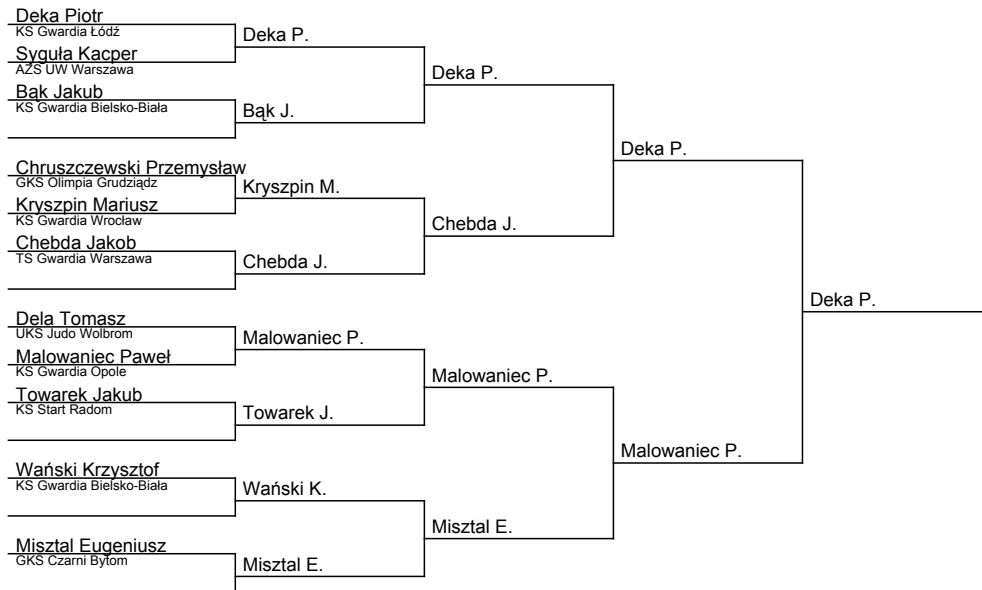 Deka Piotr
KS Gwardia Łódź
Syguła Kacper
AZS UW Warszawa
Bąk Jakub
KS Gwardia Bielsko-Biała
Chruszczewski Przemysław
GKS Olimpia Grudziądz
Kryszpin Mariusz
KS Gwardia Wrocław
Chebda Jakob
TS Gwardia Warszawa
Dela Tomasz
UKS Judo Wolbrom
Malowaniec Paweł
KS Gwardia Opole
Towarek Jakub
KS Start Radom
Wański Krzysztof
KS Gwardia Bielsko-Biała
Misztal Eugeniusz
GKS Czarni Bytom
Deka P.
Bąk J.
Kryszpin M.
Chebda J.
Malowaniec P.
Towarek J.
Wański K.
Misztal E.
Deka P.
Chebda J.
Malowaniec P.
Misztal E.
Deka P.
Malowaniec P.
Deka P.